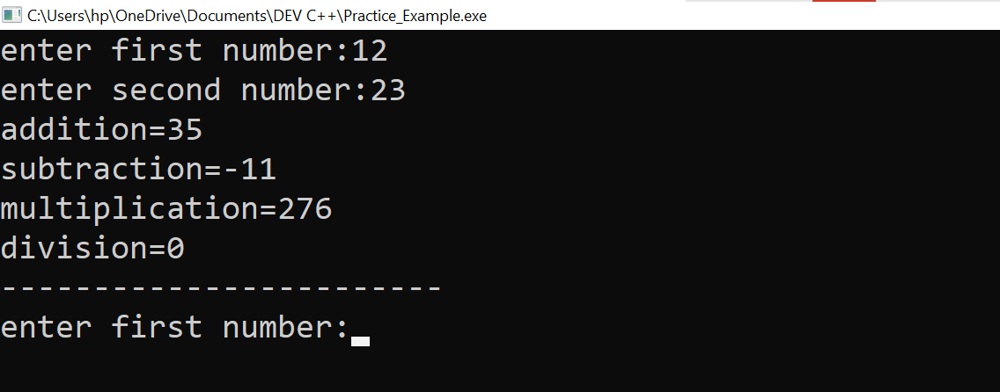 C:\Users\hp\OneDrive\Documents\DEV C++\Practice_Example.exe
enter first number:12
enter second number:23
addition=35
subtraction=-11
multiplication=276
division=0
------------------------
enter first number: